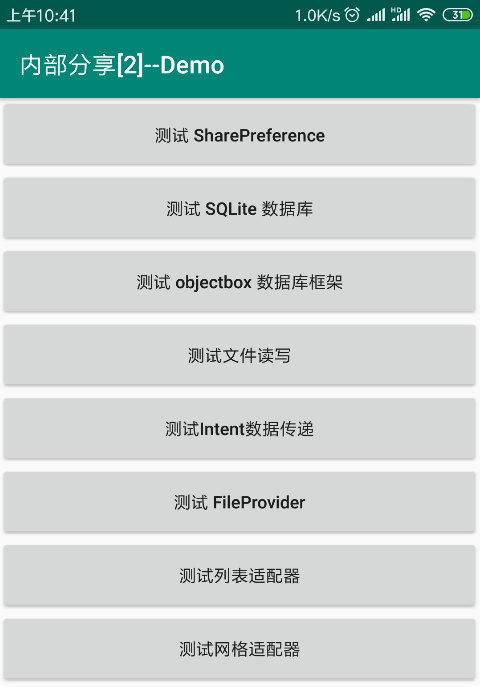 上午10:41
1.0K/s
HD
31
内部分享[2]--Demo
测试 SharePreference
测试 SQLite 数据库
测试 objectbox 数据库框架
测试文件读写
测试Intent数据传递
测试 FileProvider
测试列表适配器
测试网格适配器